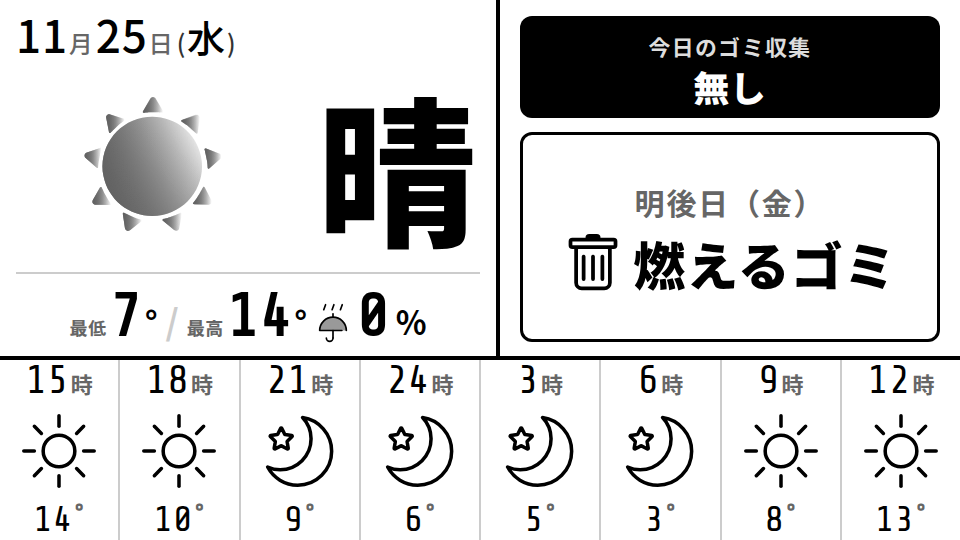 11月25日(水)
晴
最低 7° / 最高 14° 0 %
今日のゴミ収集
無し
明後日（金）
燃えるゴミ
15時 18時 21時 24時 3時 6時 9時 12時
14° 10° 9° 6° 5° 3° 8° 13°